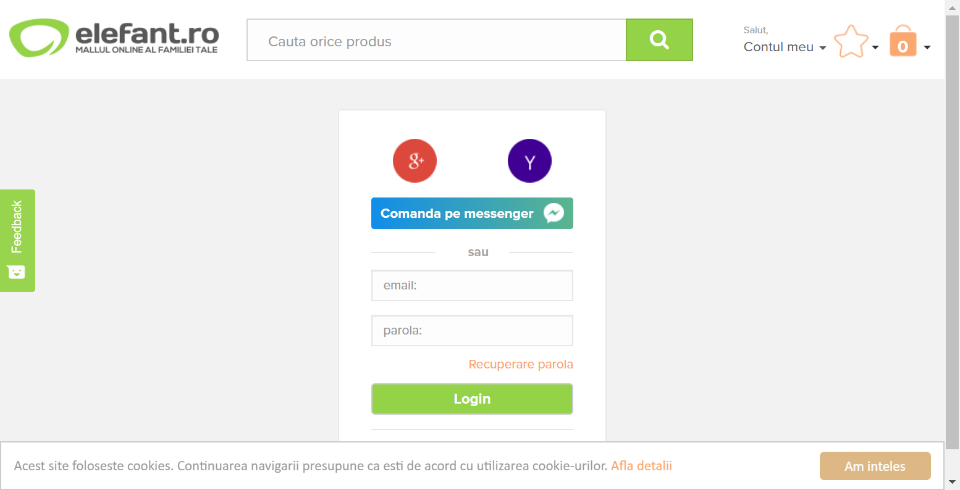 elefant.ro
MALLUL ONLINE AL FAMILIEI TALE
Cauta orice produs
Salut,
Contul meu
0
Feedback
g+
Y
Comanda pe messenger
sau
email:
parola:
Recuperare parola
Login
Acest site foloseste cookies. Continuarea navigarii presupune ca esti de acord cu utilizarea cookie-urilor. Afla detalii
Am inteles